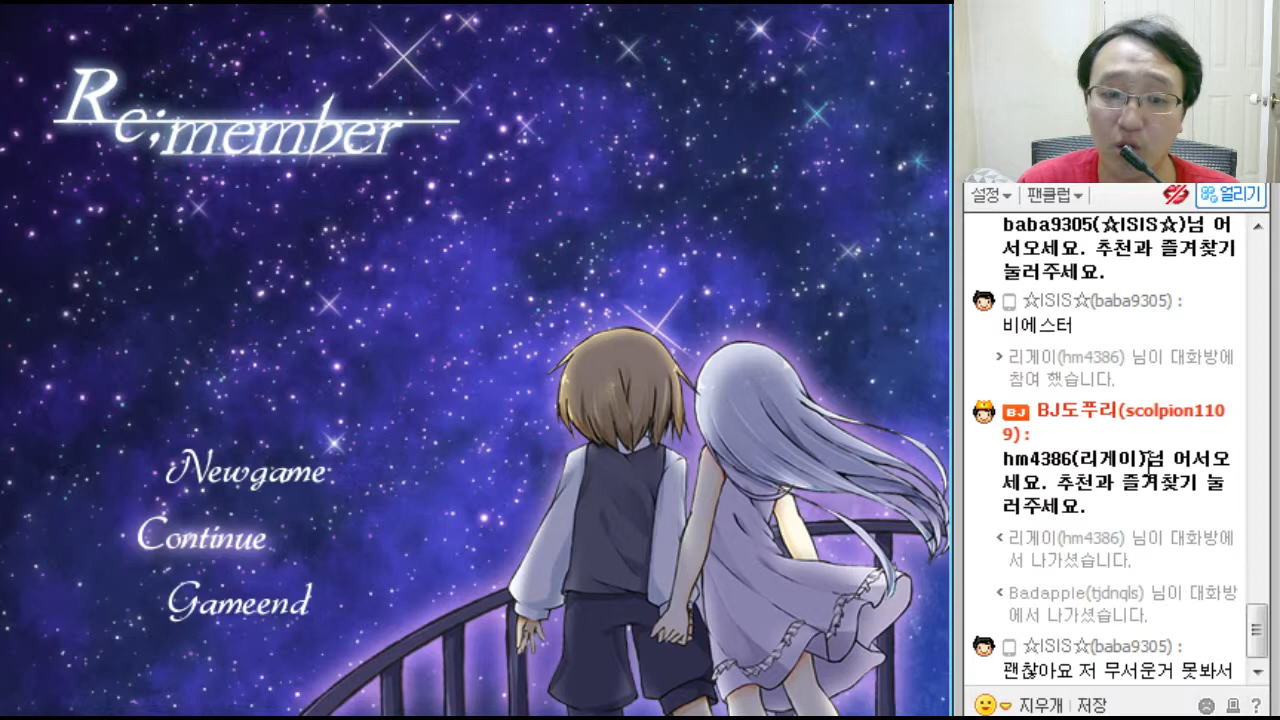 Re;member
Newgame
Continue
Gameend
설정
팬클럽
열리기
baba9305(☆ISIS☆)님 어
서오세요. 추천과 즐겨찾기
눌러주세요.
☆ISIS☆(baba9305) :
비에스터
리게이(hm4386) 님이 대화방에
참여 했습니다.
BJ BJ도푸리(scolpion110
9) :
hm4386(리게이)님 어서오
세요. 추천과 즐겨찾기 눌
러주세요.
리게이(hm4386) 님이 대화방에
서 나가셨습니다.
Badapple(tjdnqls) 님이 대화방
에서 나가셨습니다.
☆ISIS☆(baba9305) :
괜찮아요 저 무서운거 못봐서
지우개 | 저장
?